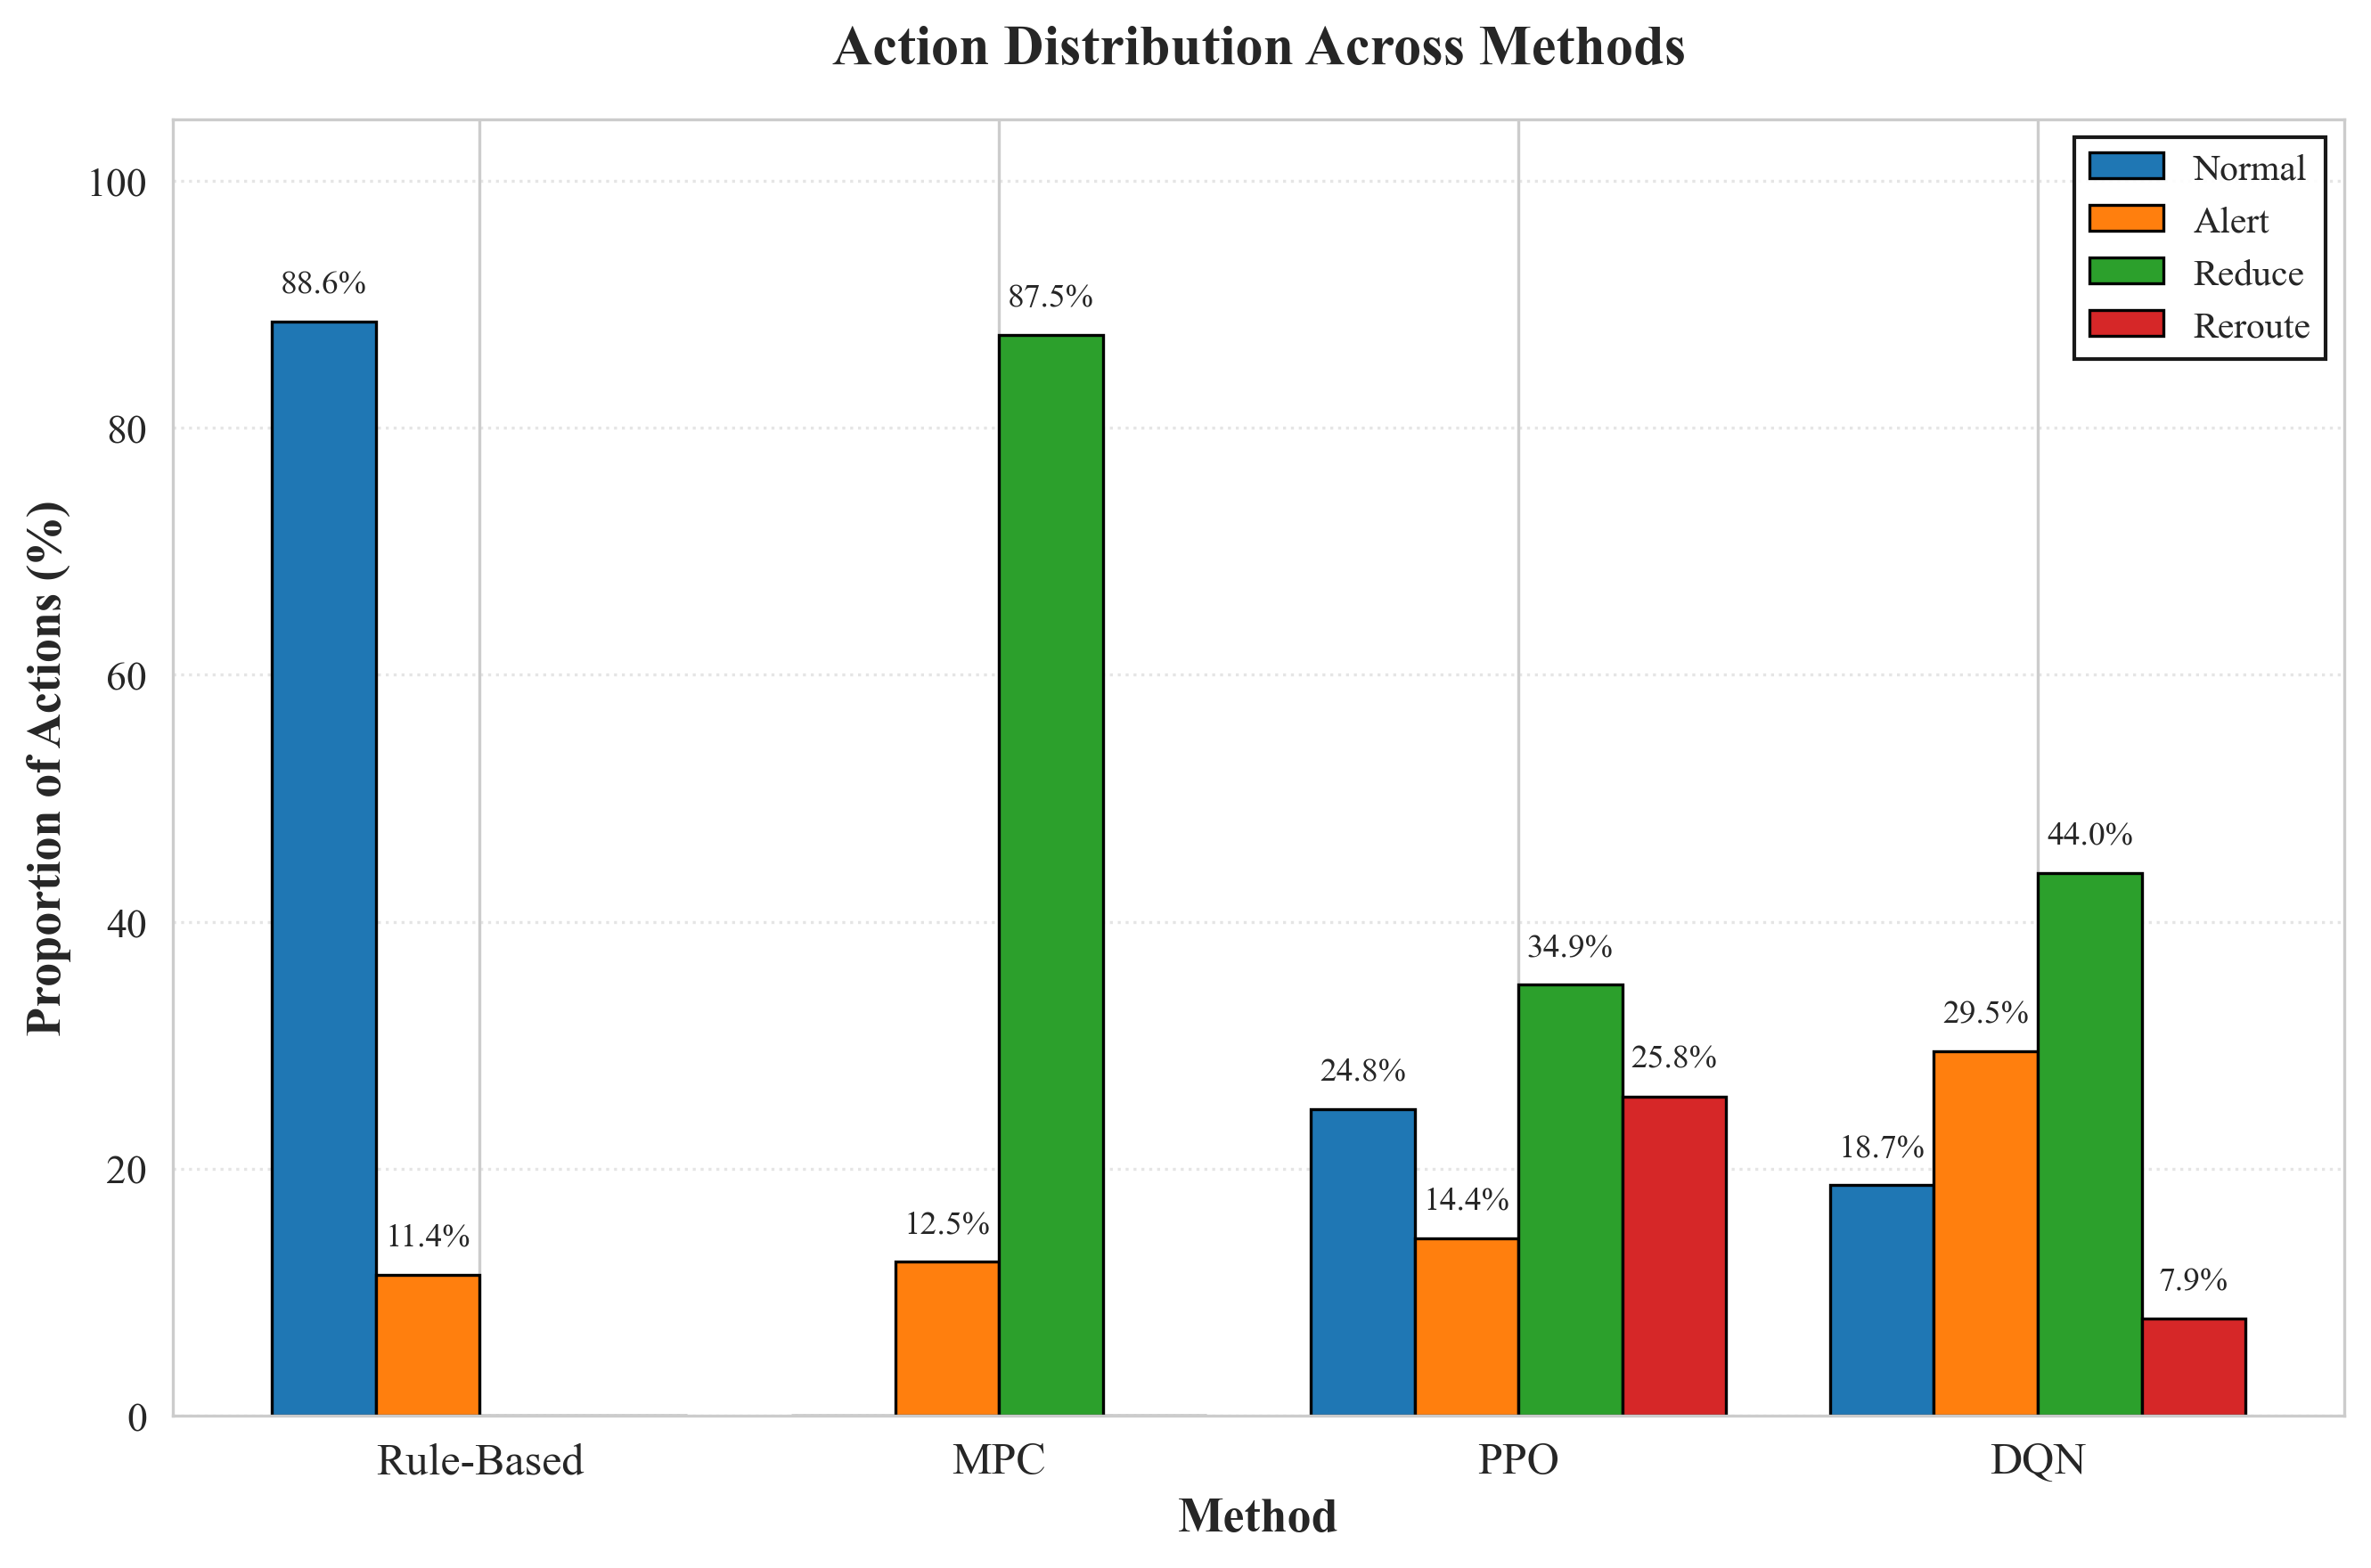 Action Distribution Across Methods
Proportion of Actions (%)
100
80
60
40
20
0
88.6%
11.4%
12.5%
87.5%
24.8%
14.4%
34.9%
25.8%
18.7%
29.5%
44.0%
7.9%
Normal
Alert
Reduce
Reroute
Rule-Based
MPC
PPO
DQN
Method